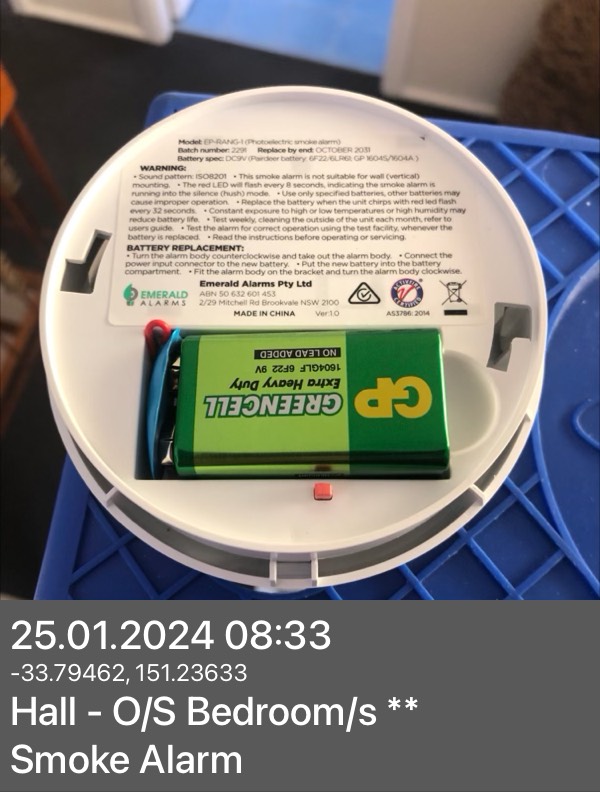 Model: EP-RANG-1 (Photoelectric smoke alarm)
Batch number: 2291 Replace by end: OCTOBER 2031
Battery spec: DC9V (Pairdeer battery: 6F22/6LR61; GP 1604S/1604A )
WARNING:
• Sound pattern: ISO8201 • This smoke alarm is not suitable for wall (vertical)
mounting. • The red LED will flash every 8 seconds, indicating the smoke alarm is
running into the silence (hush) mode. • Use only specified batteries, other batteries may
cause improper operation. • Replace the battery when the unit chirps with red led flash
every 32 seconds. • Constant exposure to high or low temperatures or high humidity may
reduce battery life. • Test weekly, cleaning the outside of the unit each month, refer to
users guide. • Test the alarm for correct operation using the test facility, whenever the
battery is replaced. • Read the instructions before operating or servicing.
BATTERY REPLACEMENT:
• Turn the alarm body counterclockwise and take out the alarm body. • Connect the
power input connector to the new battery. • Put the new battery into the battery
compartment. • Fit the alarm body on the bracket and turn the alarm body clockwise.
EMERALD
ALARMS
Emerald Alarms Pty Ltd
ABN 50 632 601 453
2/29 Mitchell Rd Brookvale NSW 2100
MADE IN CHINA Ver:1.0
AS3786: 2014
GP
GREENCELL
Extra Heavy Duty
1604GLF 6F22 9V
NO LEAD ADDED
25.01.2024 08:33
-33.79462, 151.23633
Hall - O/S Bedroom/s **
Smoke Alarm